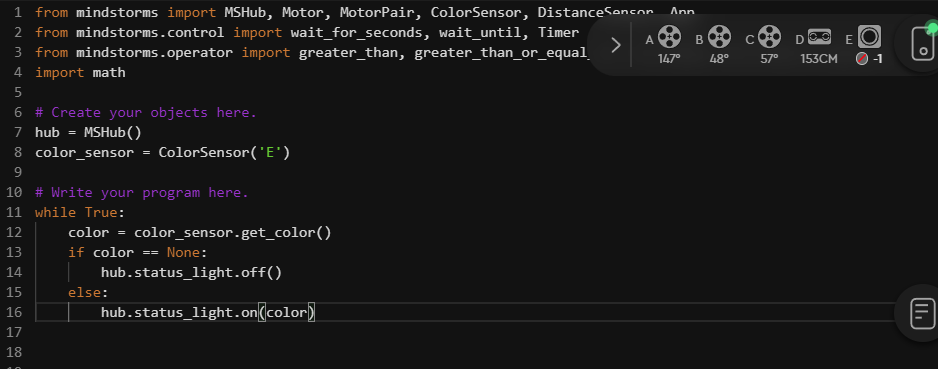 1 from mindstorms import MSHub, Motor, MotorPair, ColorSensor, DistanceSensor, App
2 from mindstorms.control import wait_for_seconds, wait_until, Timer
3 from mindstorms.operator import greater_than, greater_than_or_equal_
4 import math
5
6 # Create your objects here.
7 hub = MSHub()
8 color_sensor = ColorSensor('E')
9
10 # Write your program here.
11 while True:
12 color = color_sensor.get_color()
13 if color == None:
14 hub.status_light.off()
15 else:
16 hub.status_light.on(color)
17
18
A B C D E
147° 48° 57° 153CM -1